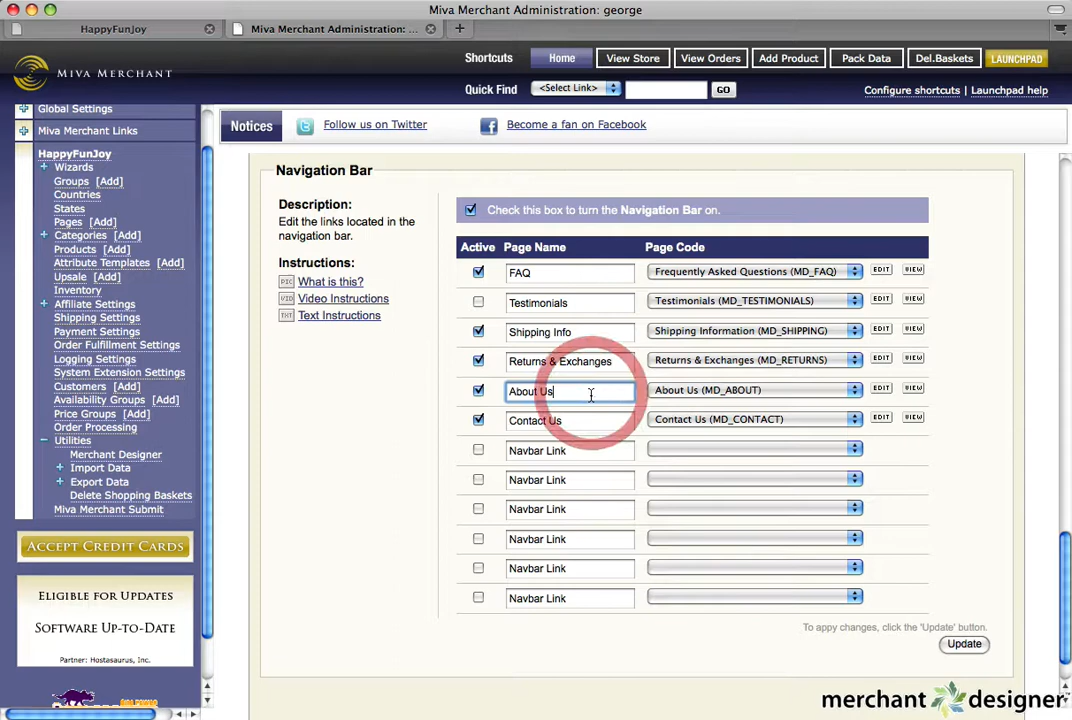 Miva Merchant Administration: george
HappyFunJoy
Miva Merchant Administration: ...
MIVA MERCHANT
Shortcuts
Home
View Store
View Orders
Add Product
Pack Data
Del.Baskets
LAUNCHPAD
Quick Find
<Select Link>
GO
Configure shortcuts | Launchpad help
Global Settings
Miva Merchant Links
HappyFunJoy
Wizards
Groups [Add]
Countries
States
Pages [Add]
Categories [Add]
Products [Add]
Attribute Templates [Add]
Upsale [Add]
Inventory
Affiliate Settings
Shipping Settings
Payment Settings
Order Fulfillment Settings
Logging Settings
System Extension Settings
Customers [Add]
Availability Groups [Add]
Price Groups [Add]
Order Processing
Utilities
Merchant Designer
Import Data
Export Data
Delete Shopping Baskets
Miva Merchant Submit
ACCEPT CREDIT CARDS
ELIGIBLE FOR UPDATES
SOFTWARE UP-TO-DATE
Partner: Hostasaurus, Inc.
Notices
Follow us on Twitter
Become a fan on Facebook
Navigation Bar
Description:
Edit the links located in the
navigation bar.
Instructions:
PIC What is this?
VID Video Instructions
TXT Text Instructions
Check this box to turn the Navigation Bar on.
Active Page Name Page Code
FAQ Frequently Asked Questions (MD_FAQ) EDIT VIEW
Testimonials Testimonials (MD_TESTIMONIALS) EDIT VIEW
Shipping Info Shipping Information (MD_SHIPPING) EDIT VIEW
Returns & Exchanges Returns & Exchanges (MD_RETURNS) EDIT VIEW
About Us About Us (MD_ABOUT) EDIT VIEW
Contact Us Contact Us (MD_CONTACT) EDIT VIEW
Navbar Link
Navbar Link
Navbar Link
Navbar Link
Navbar Link
Navbar Link
To appy changes, click the 'Update' button.
Update
merchant designer